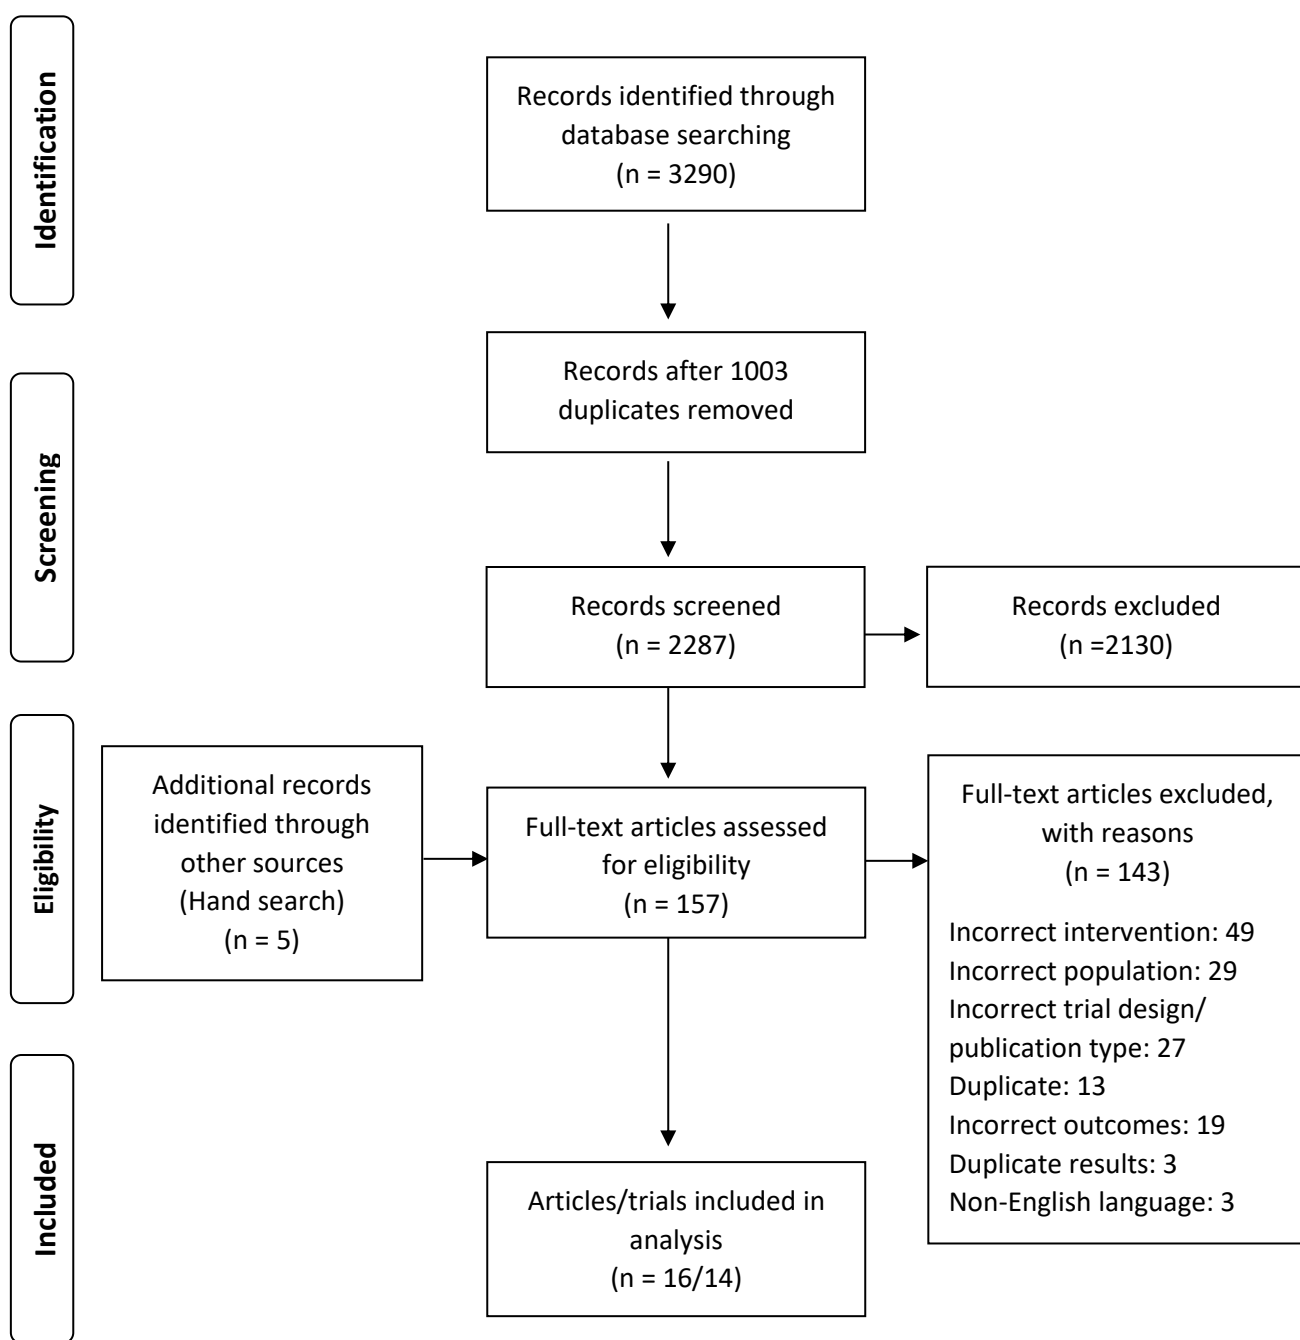 Identification
Records identified through
database searching
(n = 3290)
Records after 1003
duplicates removed
Screening
Records screened
(n = 2287)
Records excluded
(n =2130)
Eligibility
Additional records
identified through
other sources
(Hand search)
(n = 5)
Full-text articles assessed
for eligibility
(n = 157)
Full-text articles excluded,
with reasons
(n = 143)
Incorrect intervention: 49
Incorrect population: 29
Incorrect trial design/
publication type: 27
Duplicate: 13
Incorrect outcomes: 19
Duplicate results: 3
Non-English language: 3
Included
Articles/trials included in
analysis
(n = 16/14)